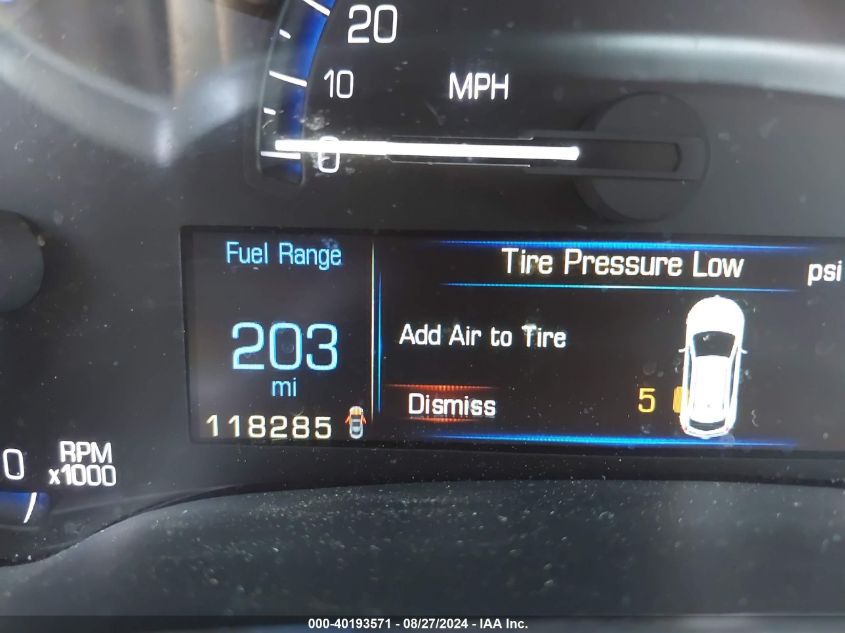 20
10
MPH
0
Fuel Range
Tire Pressure Low
psi
203
Add Air to Tire
mi
Dismiss
5
118285
0
RPM
x1000
000-40193571 - 08/27/2024 - IAA Inc.